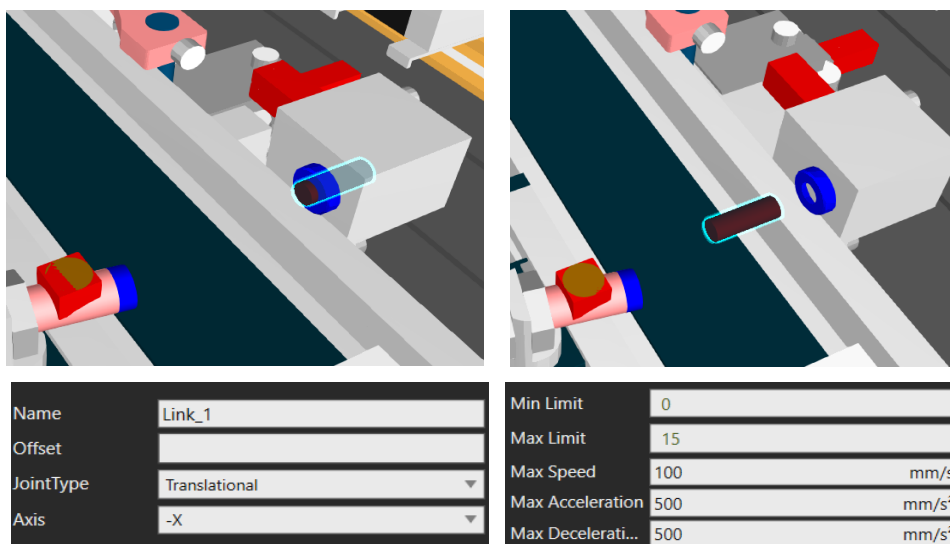 Name Link_1
Offset
JointType Translational
Axis -X
Min Limit 0
Max Limit 15
Max Speed 100 mm/s
Max Acceleration 500 mm/s²
Max Decelerati... 500 mm/s²